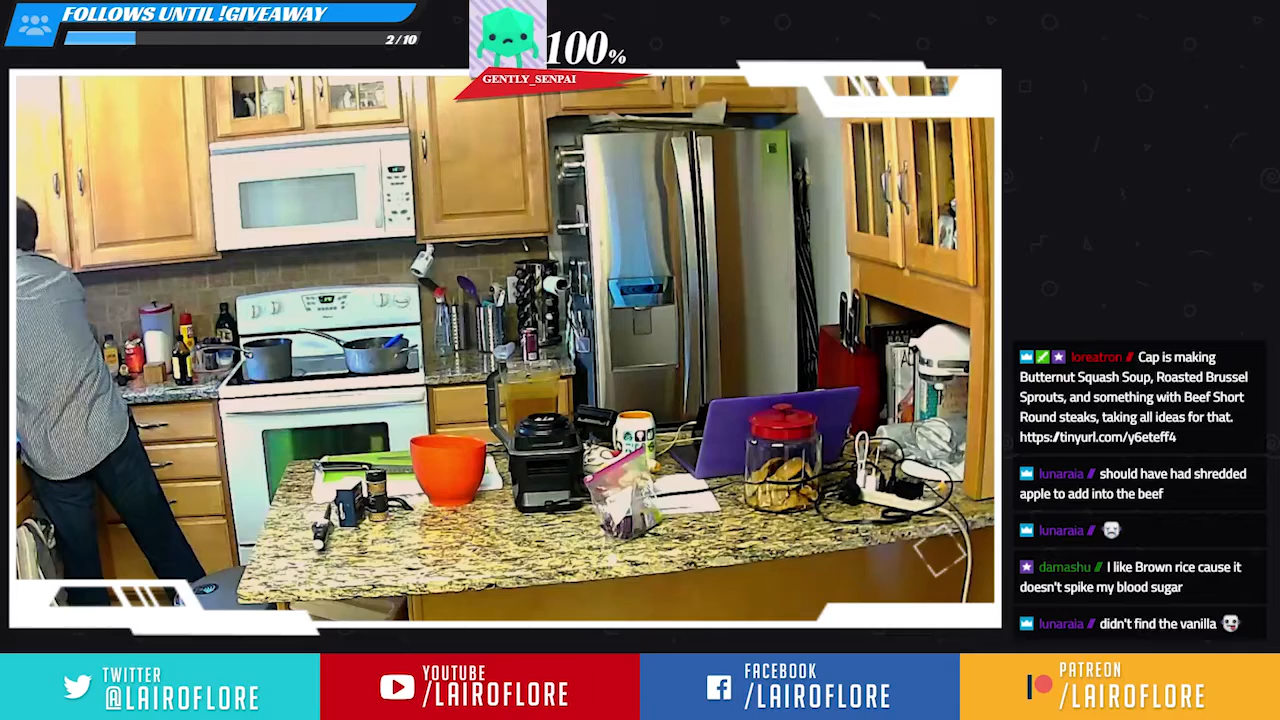 FOLLOWS UNTIL !GIVEAWAY
2/10
100%
GENTLY_SENPAI
loreatron // Cap is making
Butternut Squash Soup, Roasted Brussel
Sprouts, and something with Beef Short
Round steaks, taking all ideas for that.
https://tinyurl.com/y6eteff4
lunaraia // should have had shredded
apple to add into the beef
lunaraia //
damashu // I like Brown rice cause it
doesn't spike my blood sugar
lunaraia // didn't find the vanilla
TWITTER
@LAIROFLORE
YOUTUBE
/LAIROFLORE
FACEBOOK
/LAIROFLORE
PATREON
/LAIROFLORE